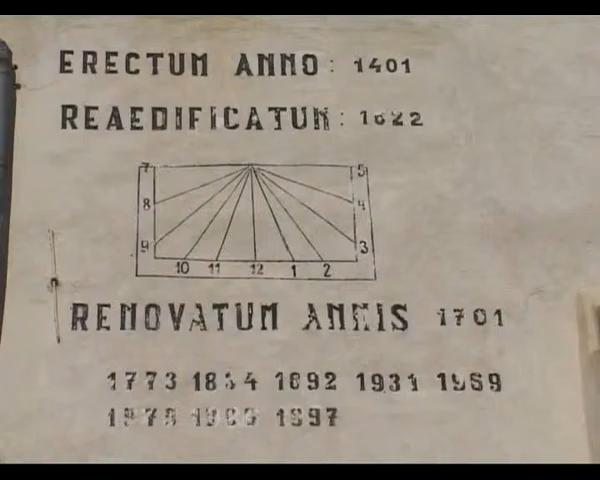 ERECTUM ANNO: 1401
REAEDIFICATUM: 1622
7 5
8 4
9 3
10 11 12 1 2
RENOVATUM ANNIS 1701
1773 1892 1931 1969
1997